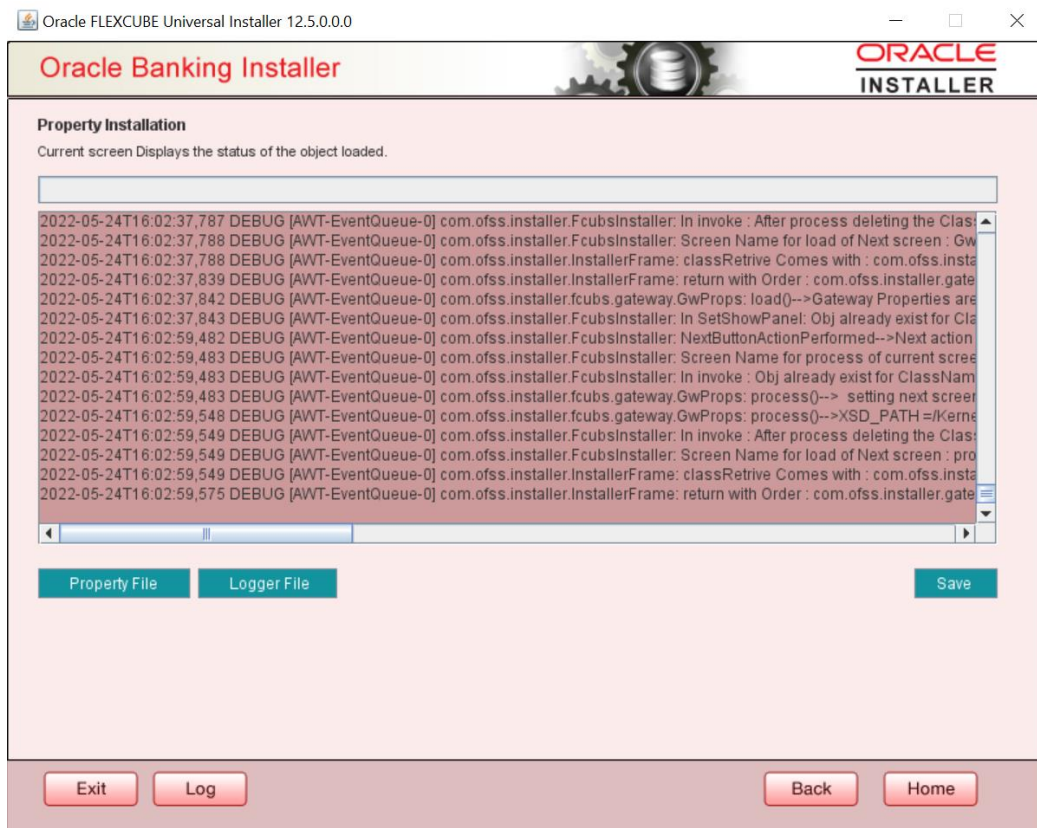 Oracle FLEXCUBE Universal Installer 12.5.0.0.0
Oracle Banking Installer
ORACLE
INSTALLER
Property Installation
Current screen Displays the status of the object loaded.
2022-05-24T16:02:37,787 DEBUG [AWT-EventQueue-0] com.ofss.installer.FcubsInstaller: In invoke : After process deleting the Clas
2022-05-24T16:02:37,788 DEBUG [AWT-EventQueue-0] com.ofss.installer.FcubsInstaller: Screen Name for load of Next screen : Gw
2022-05-24T16:02:37,788 DEBUG [AWT-EventQueue-0] com.ofss.installer.InstallerFrame: classRetrive Comes with : com.ofss.insta
2022-05-24T16:02:37,839 DEBUG [AWT-EventQueue-0] com.ofss.installer.InstallerFrame: return with Order : com.ofss.installer.gate
2022-05-24T16:02:37,842 DEBUG [AWT-EventQueue-0] com.ofss.installer.fcubs.gateway.GwProps: load()-->Gateway Properties are
2022-05-24T16:02:37,843 DEBUG [AWT-EventQueue-0] com.ofss.installer.FcubsInstaller: In SetShowPanel: Obj already exist for Cla
2022-05-24T16:02:59,482 DEBUG [AWT-EventQueue-0] com.ofss.installer.FcubsInstaller: NextButtonActionPerformed-->Next action
2022-05-24T16:02:59,483 DEBUG [AWT-EventQueue-0] com.ofss.installer.FcubsInstaller: Screen Name for process of current scree
2022-05-24T16:02:59,483 DEBUG [AWT-EventQueue-0] com.ofss.installer.FcubsInstaller: In invoke : Obj already exist for ClassNam
2022-05-24T16:02:59,483 DEBUG [AWT-EventQueue-0] com.ofss.installer.fcubs.gateway.GwProps: process()--> setting next screen
2022-05-24T16:02:59,548 DEBUG [AWT-EventQueue-0] com.ofss.installer.fcubs.gateway.GwProps: process()-->XSD_PATH =/Kerne
2022-05-24T16:02:59,549 DEBUG [AWT-EventQueue-0] com.ofss.installer.FcubsInstaller: In invoke : After process deleting the Clas
2022-05-24T16:02:59,549 DEBUG [AWT-EventQueue-0] com.ofss.installer.FcubsInstaller: Screen Name for load of Next screen : pro
2022-05-24T16:02:59,549 DEBUG [AWT-EventQueue-0] com.ofss.installer.InstallerFrame: classRetrive Comes with : com.ofss.insta
2022-05-24T16:02:59,575 DEBUG [AWT-EventQueue-0] com.ofss.installer.InstallerFrame: return with Order : com.ofss.installer.gate
Property File Logger File Save
Exit Log Back Home